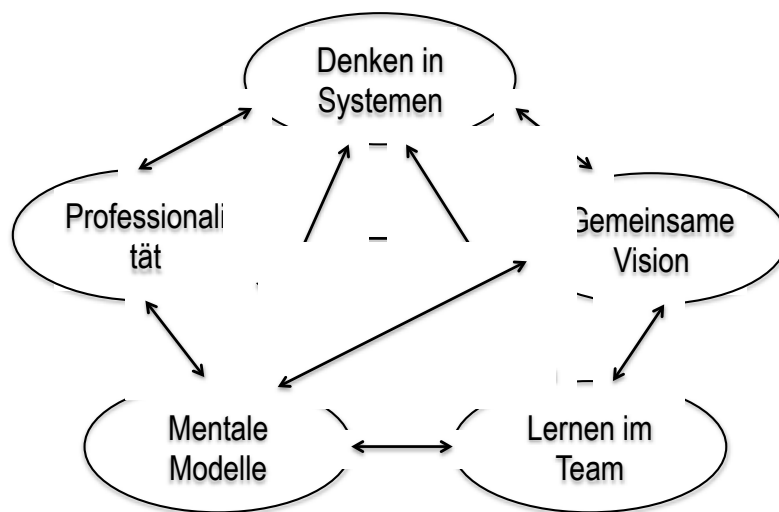 Denken in
Systemen
Professionali
tät
Gemeinsame
Vision
Mentale
Modelle
Lernen im
Team